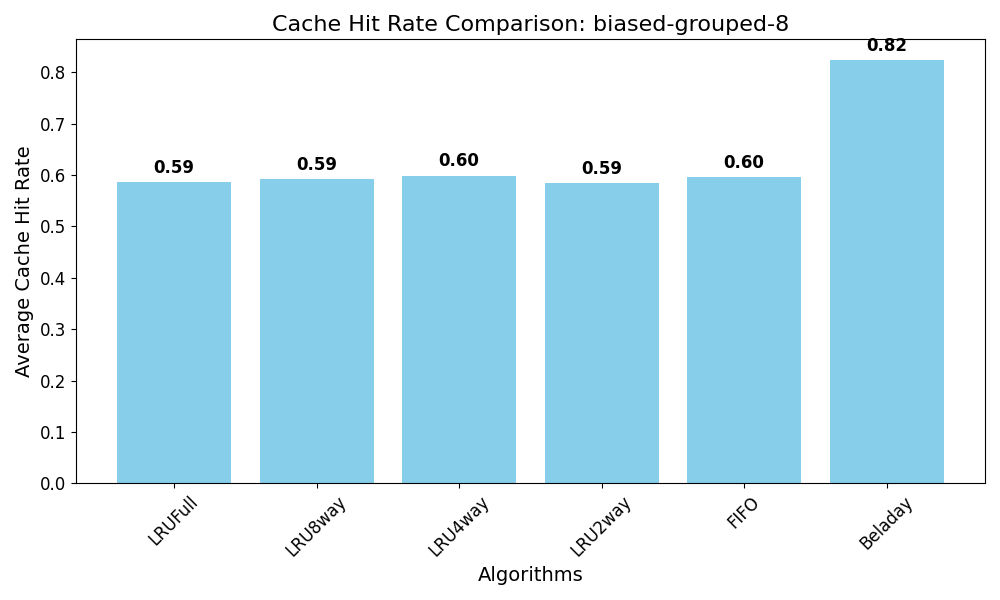 Cache Hit Rate Comparison: biased-grouped-8
Average Cache Hit Rate
0.8
0.7
0.6
0.5
0.4
0.3
0.2
0.1
0.0
0.59
0.59
0.60
0.59
0.60
0.82
LRUFull
LRU8way
LRU4way
LRU2way
FIFO
Beladay
Algorithms